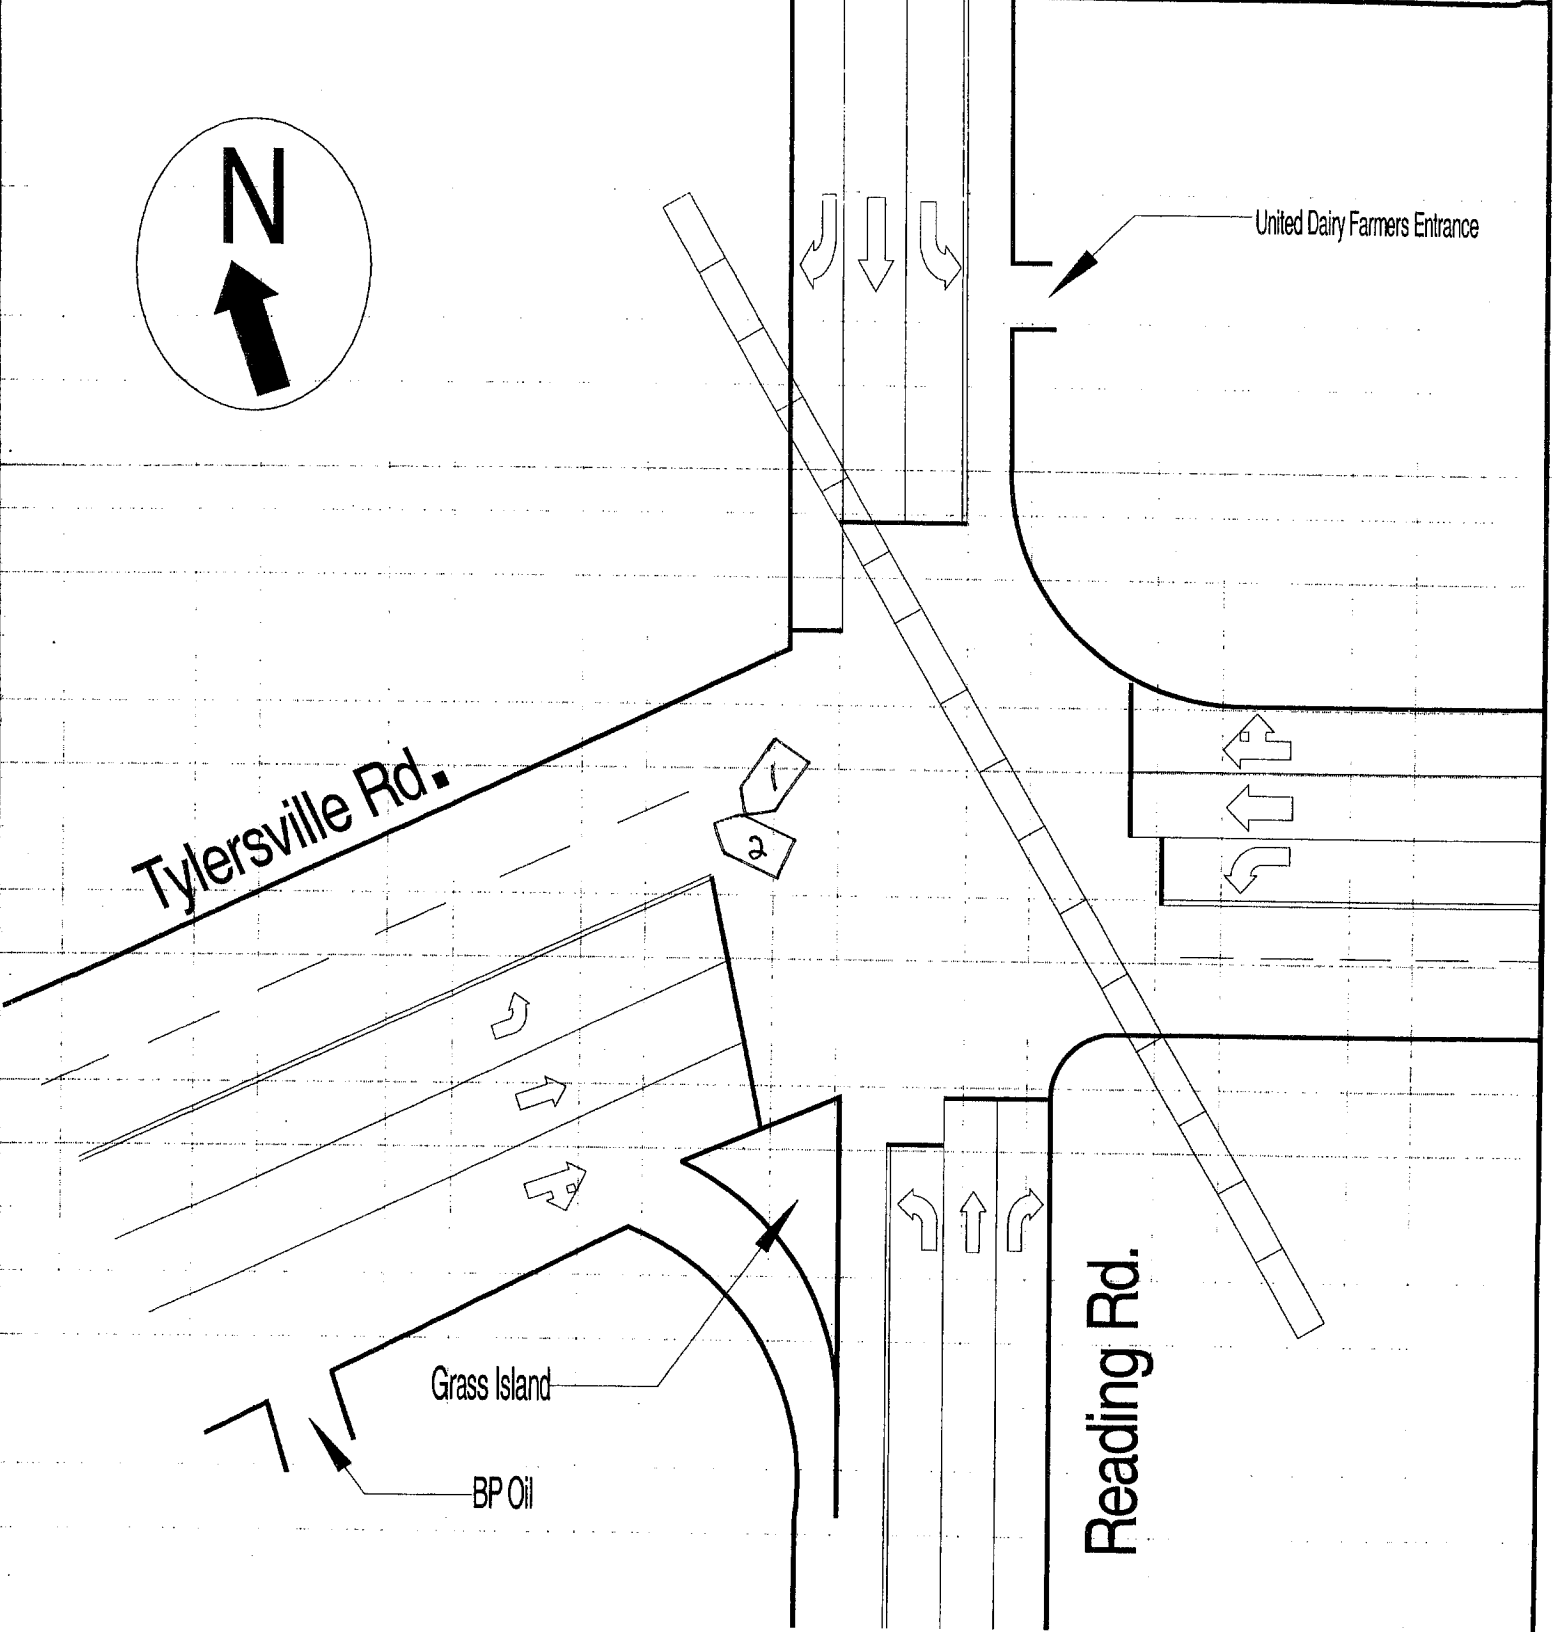 N
United Dairy Farmers Entrance
Tylersville Rd.
1
2
Grass Island
BP Oil
Reading Rd.